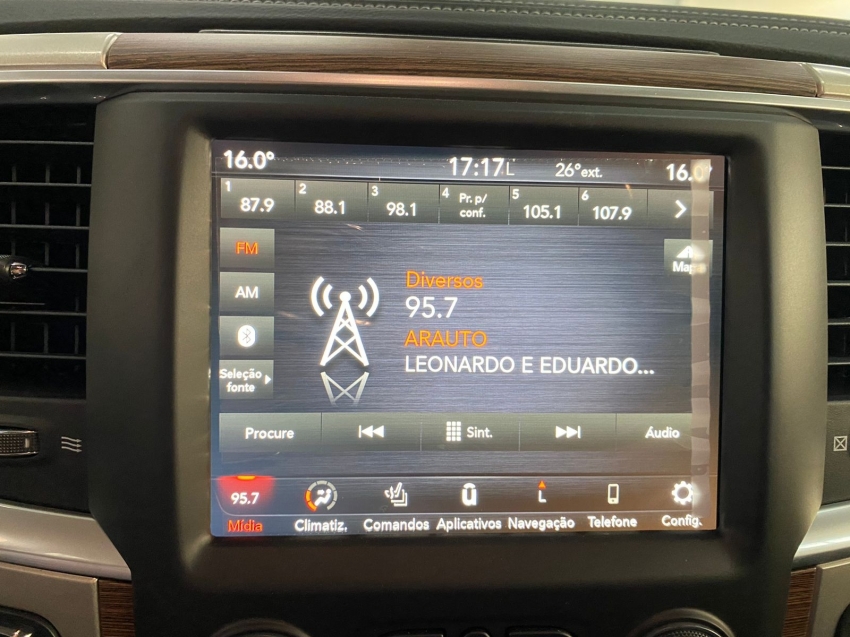 16.0° 17:17 L 26°ext. 16.0°
1 87.9 2 88.1 3 98.1 4 Pr. p/ conf. 5 105.1 6 107.9
FM
Mapa
AM
Diversos
95.7
ARAUTO
LEONARDO E EDUARDO...
Seleção
fonte
Procure Sint. Áudio
95.7
Mídia Climatiz. Comandos Aplicativos Navegação Telefone Config.